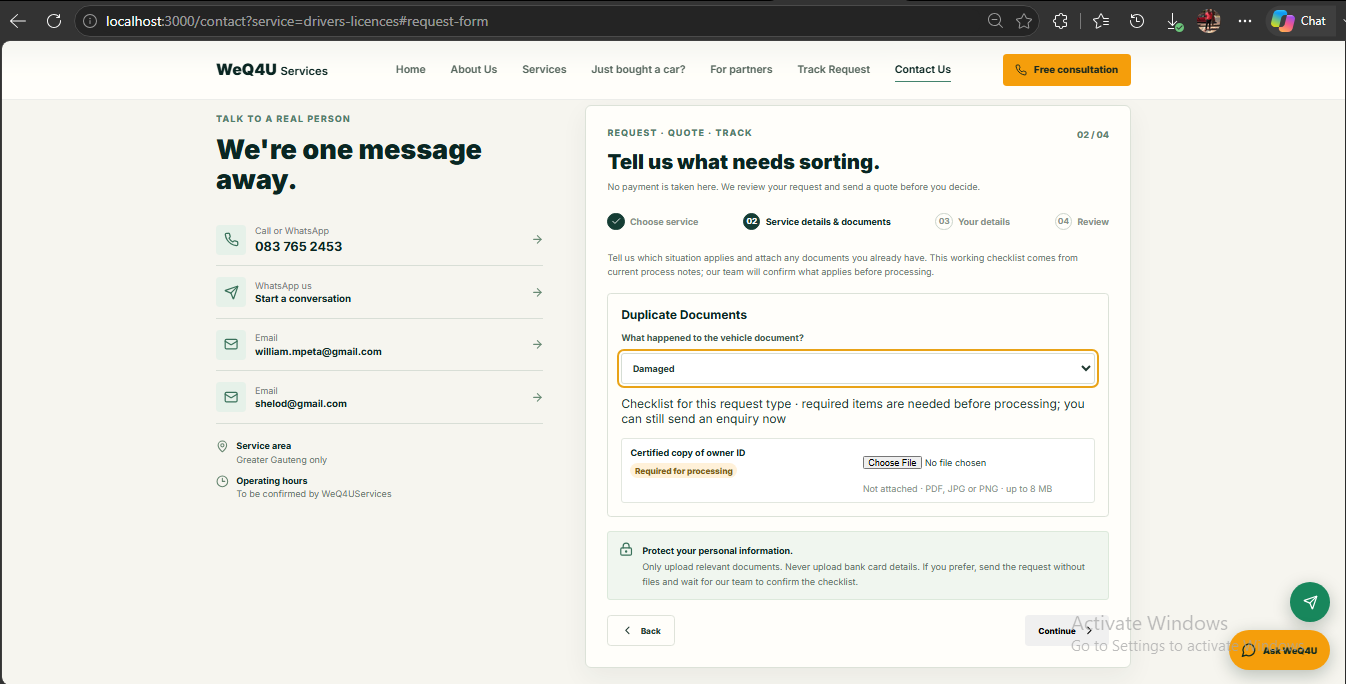 localhost:3000/contact?service=drivers-licences#request-form
Chat
WeQ4U Services
Home
About Us
Services
Just bought a car?
For partners
Track Request
Contact Us
Free consultation
TALK TO A REAL PERSON
We're one message
away.
Call or WhatsApp
083 765 2453
WhatsApp us
Start a conversation
Email
william.mpeta@gmail.com
Email
shelod@gmail.com
Service area
Greater Gauteng only
Operating hours
To be confirmed by WeQ4UServices
REQUEST · QUOTE · TRACK
02 / 04
Tell us what needs sorting.
No payment is taken here. We review your request and send a quote before you decide.
Choose service
02 Service details & documents
03 Your details
04 Review
Tell us which situation applies and attach any documents you already have. This working checklist comes from
current process notes; our team will confirm what applies before processing.
Duplicate Documents
What happened to the vehicle document?
Damaged
Checklist for this request type · required items are needed before processing; you
can still send an enquiry now
Certified copy of owner ID
Required for processing
Choose File No file chosen
Not attached · PDF, JPG or PNG · up to 8 MB
Protect your personal information.
Only upload relevant documents. Never upload bank card details. If you prefer, send the request without
files and wait for our team to confirm the checklist.
Back
Continue
Activate Windows
Go to Settings to activate
Ask WeQ4U